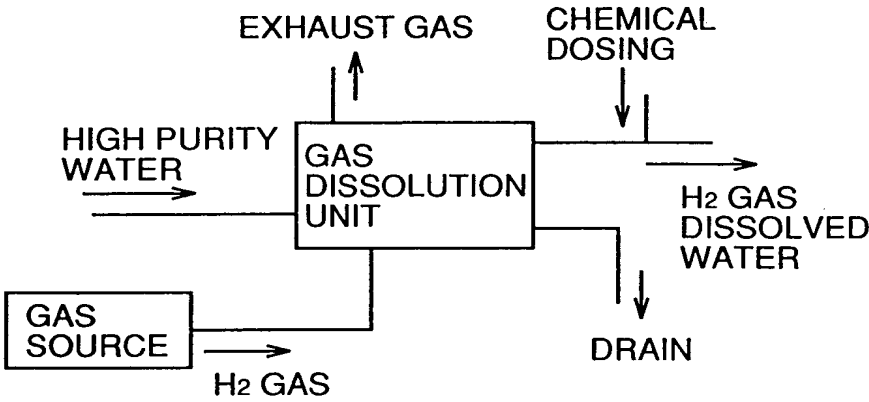 EXHAUST GAS
CHEMICAL
DOSING
HIGH PURITY
WATER
GAS
DISSOLUTION
UNIT
H2 GAS
DISSOLVED
WATER
GAS
SOURCE
H2 GAS
DRAIN